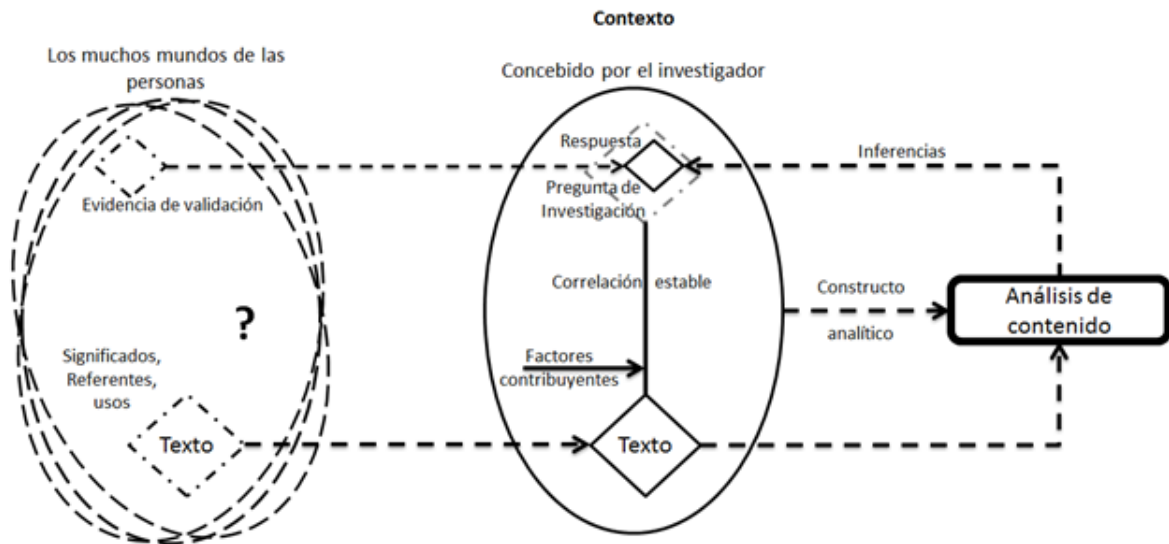 Contexto
Los muchos mundos de las
personas
Concebido por el investigador
Respuesta
Inferencias
Pregunta de
Investigación
Evidencia de validación
Correlación estable
Constructo
analítico
Análisis de
contenido
?
Significados,
Referentes,
usos
Factores
contribuyentes
Texto
Texto